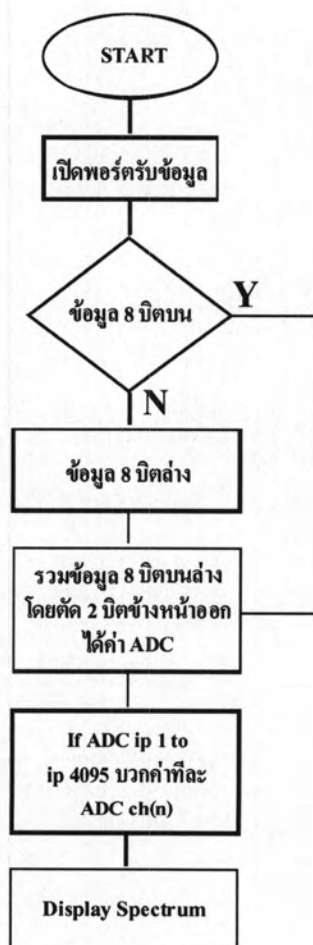 START
เปิดพอร์ตรับข้อมูล
ข้อมูล 8 บิตบน
Y
N
ข้อมูล 8 บิตล่าง
รวมข้อมูล 8 บิตบนล่าง
โดยตัด 2 บิตข้างหน้าออก
ได้ค่า ADC
If ADC ip 1 to
ip 4095 บวกค่าทีละ
ADC ch(n)
Display Spectrum